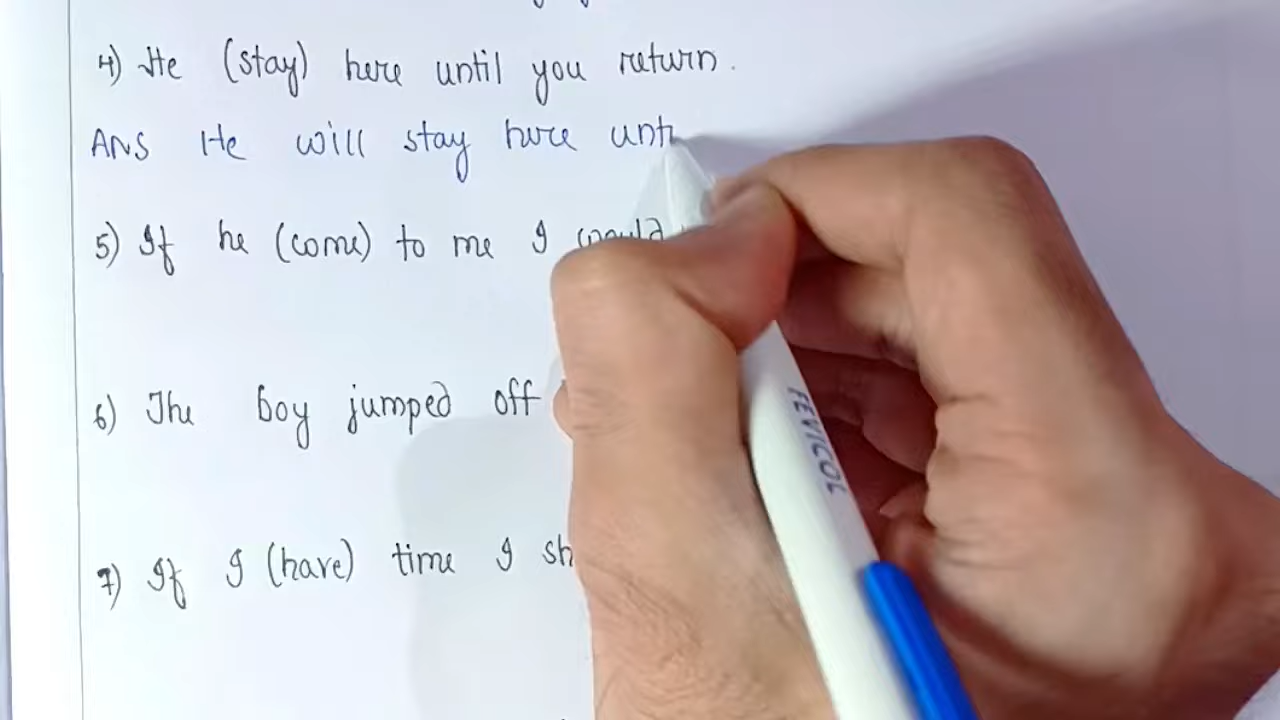 4) He (stay) here until you return.
ANS He will stay here unti
5) If he (come) to me I would
6) The boy jumped off
7) If I (have) time I sh
FEVICOL